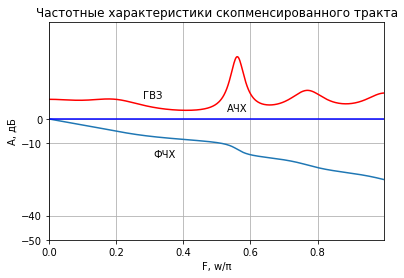 Частотные характеристики скопменсированного тракта
ГВЗ
АЧХ
ФЧХ
А, дБ
0
-10
-40
-50
0.0 0.2 0.4 0.6 0.8
F, w/π